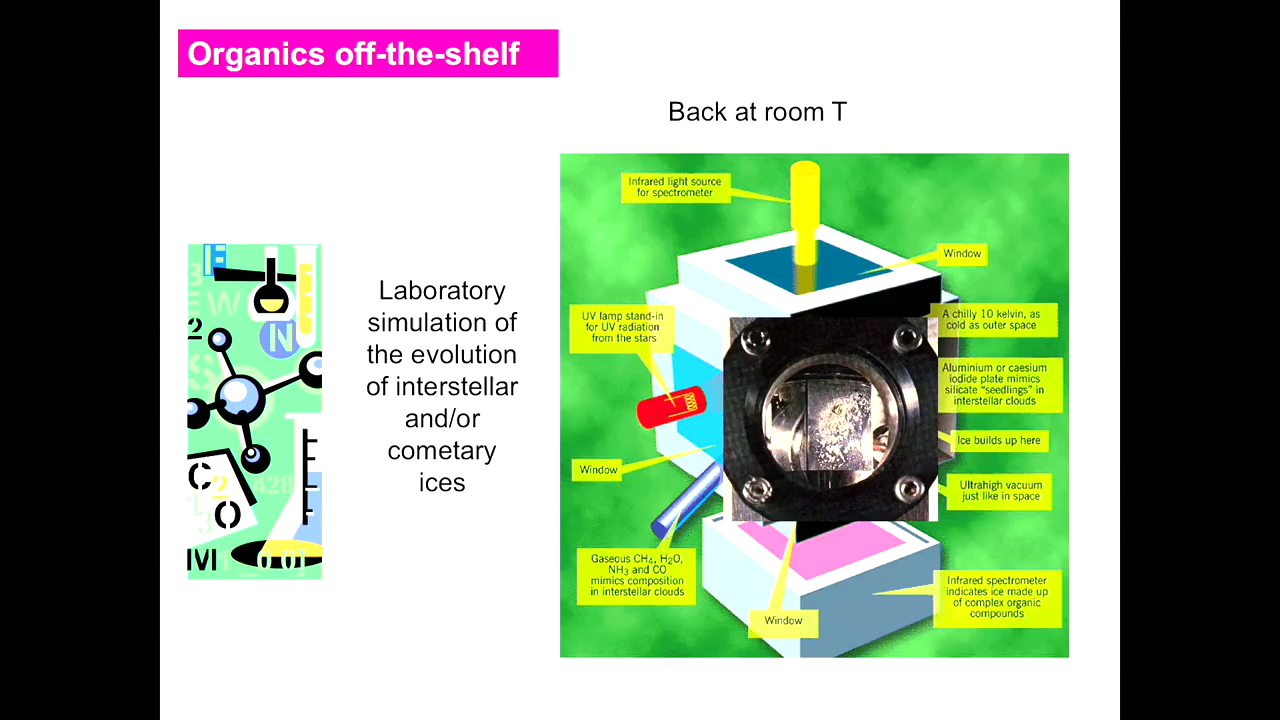 Organics off-the-shelf
Back at room T
Infrared light source
for spectrometer
Window
UV lamp stand-in
for UV radiation
from the stars
A chilly 10 kelvin, as
cold as outer space
Aluminium or caesium
iodide plate mimics
silicate “seedlings” in
interstellar clouds
Ice builds up here
Window
Ultrahigh vacuum
just like in space
Gaseous CH₄, H₂O,
NH₃ and CO
mimics composition
in interstellar clouds
Infrared spectrometer
indicates ice made up
of complex organic
compounds
Window
Laboratory
simulation of
the evolution
of interstellar
and/or
cometary
ices
E
W
2
N
C
2
O
428
M